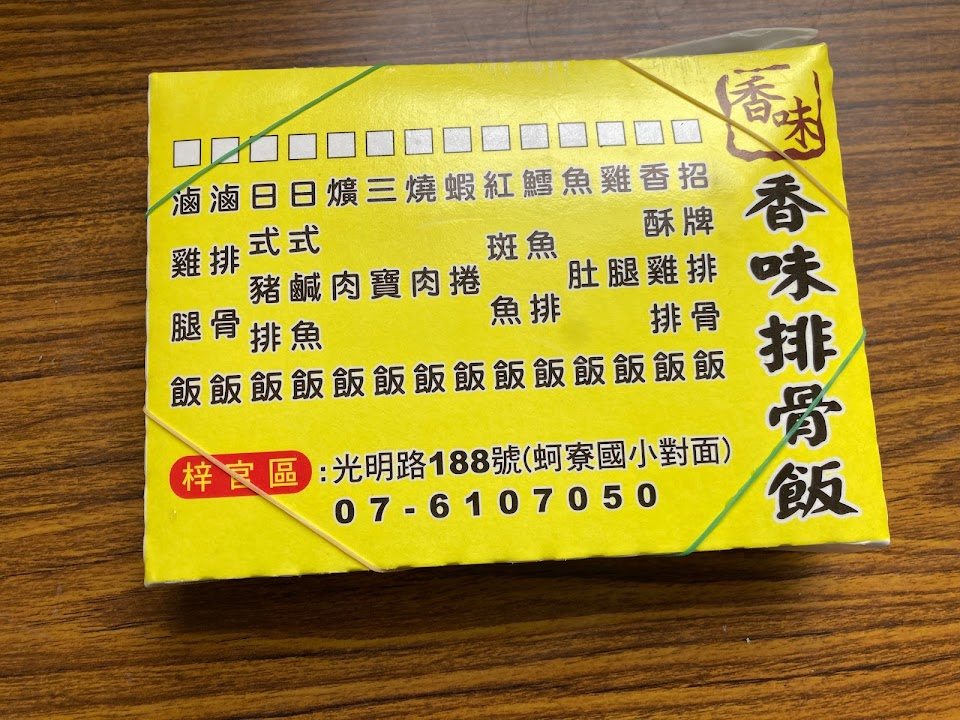 香味
香味排骨飯
招牌排骨飯
香酥雞排飯
雞腿飯
魚肚飯
鱈魚排飯
紅斑魚飯
蝦捲飯
燒肉飯
三寶飯
爌肉飯
日式鹹魚飯
日式豬排飯
滷排骨飯
滷雞腿飯
梓官區:光明路188號(蚵寮國小對面)
07-6107050